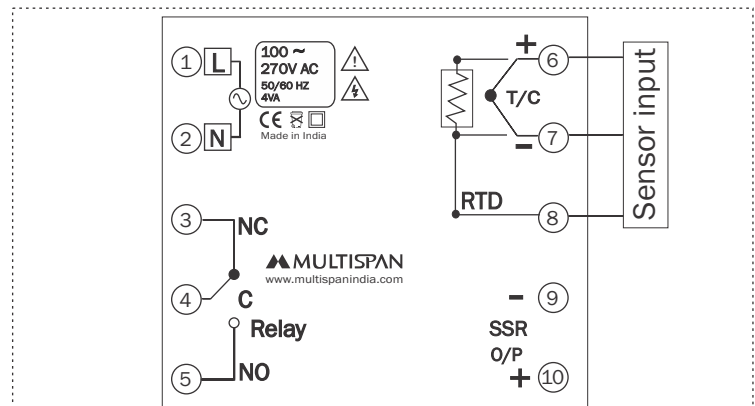 1 L
2 N
100 ~
270V AC
50/60 HZ
4VA
CE
Made in India
+ 6
T/C
- 7
RTD 8
Sensor input
3 NC
4 C
Relay
5 NO
MULTISPAN
www.multispanindia.com
- 9
SSR
O/P
+ 10